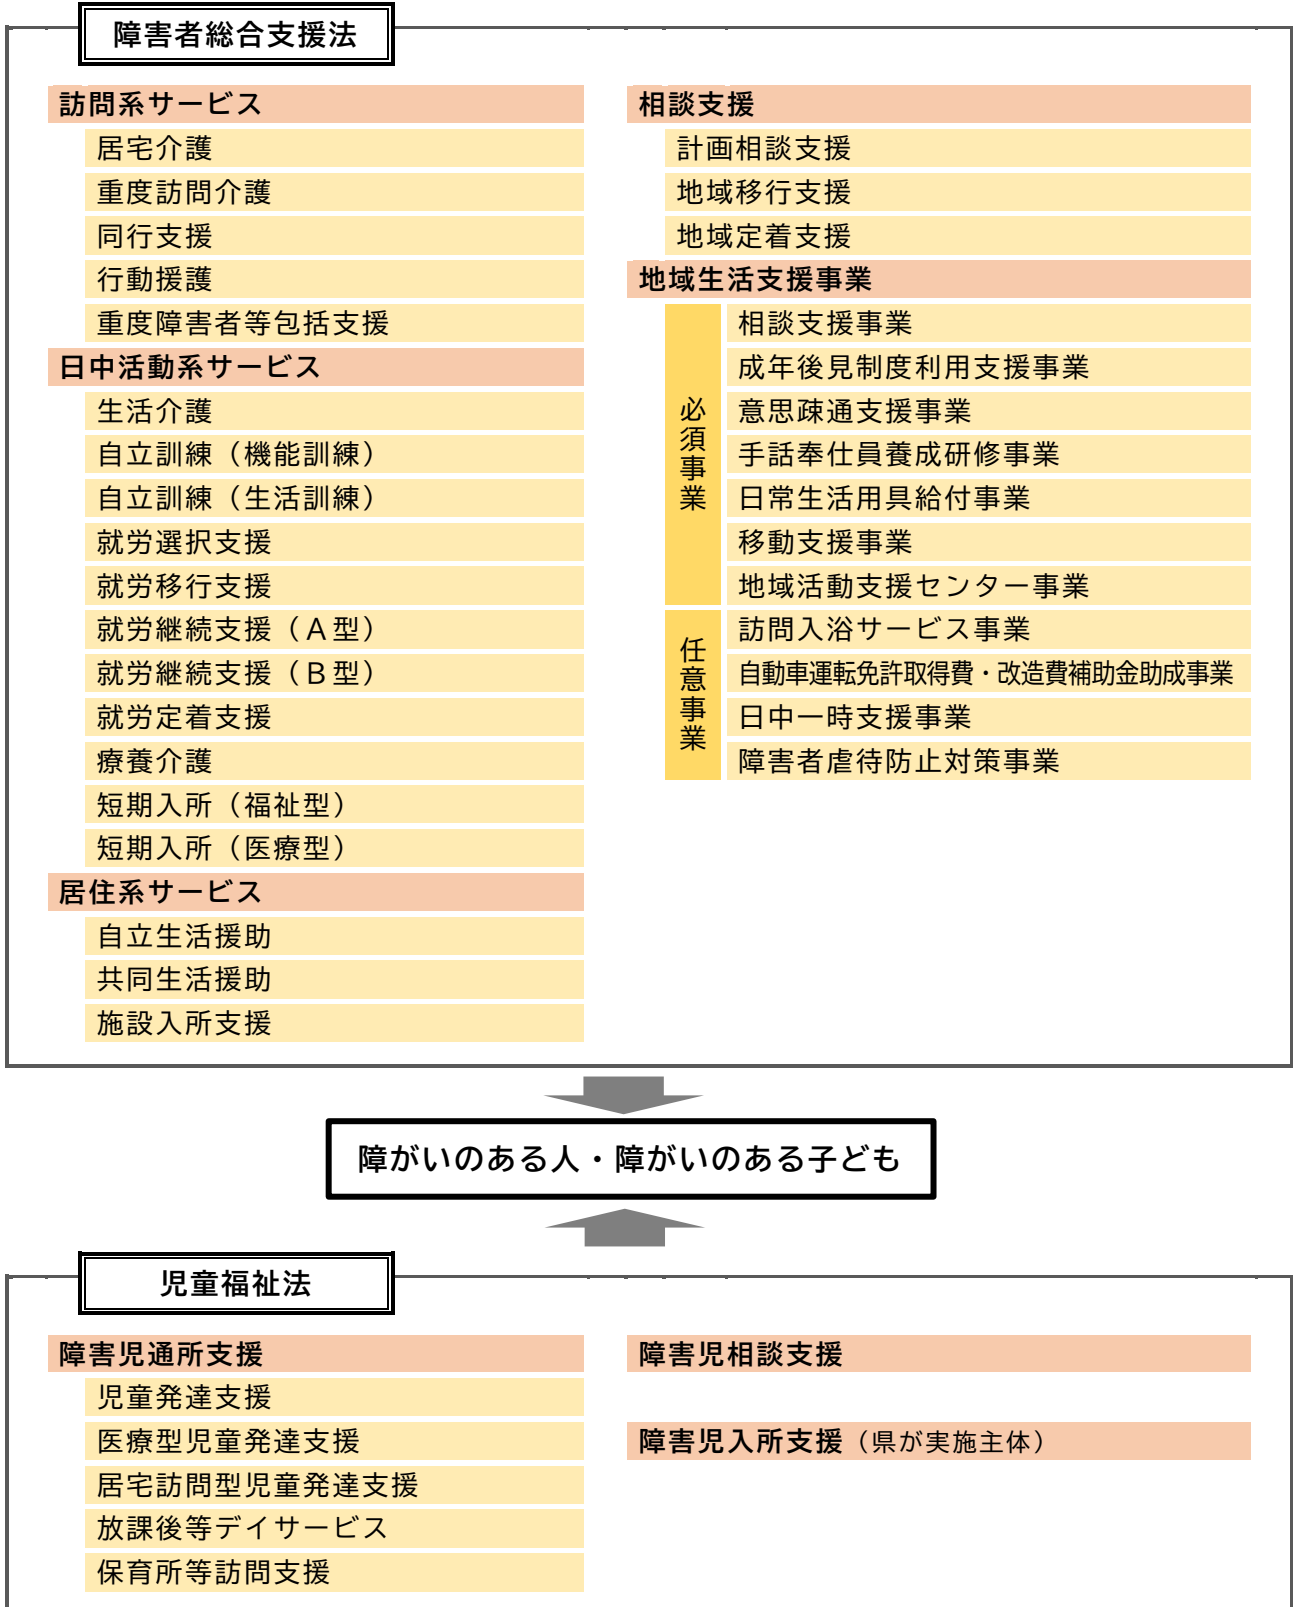 障害者総合支援法
訪問系サービス
居宅介護
重度訪問介護
同行支援
行動援護
重度障害者等包括支援
日中活動系サービス
生活介護
自立訓練（機能訓練）
自立訓練（生活訓練）
就労選択支援
就労移行支援
就労継続支援（Ａ型）
就労継続支援（Ｂ型）
就労定着支援
療養介護
短期入所（福祉型）
短期入所（医療型）
居住系サービス
自立生活援助
共同生活援助
施設入所支援
相談支援
計画相談支援
地域移行支援
地域定着支援
地域生活支援事業
必須事業
相談支援事業
成年後見制度利用支援事業
意思疎通支援事業
手話奉仕員養成研修事業
日常生活用具給付事業
移動支援事業
地域活動支援センター事業
任意事業
訪問入浴サービス事業
自動車運転免許取得費・改造費補助金助成事業
日中一時支援事業
障害者虐待防止対策事業
障がいのある人・障がいのある子ども
児童福祉法
障害児通所支援
児童発達支援
医療型児童発達支援
居宅訪問型児童発達支援
放課後等デイサービス
保育所等訪問支援
障害児相談支援
障害児入所支援（県が実施主体）